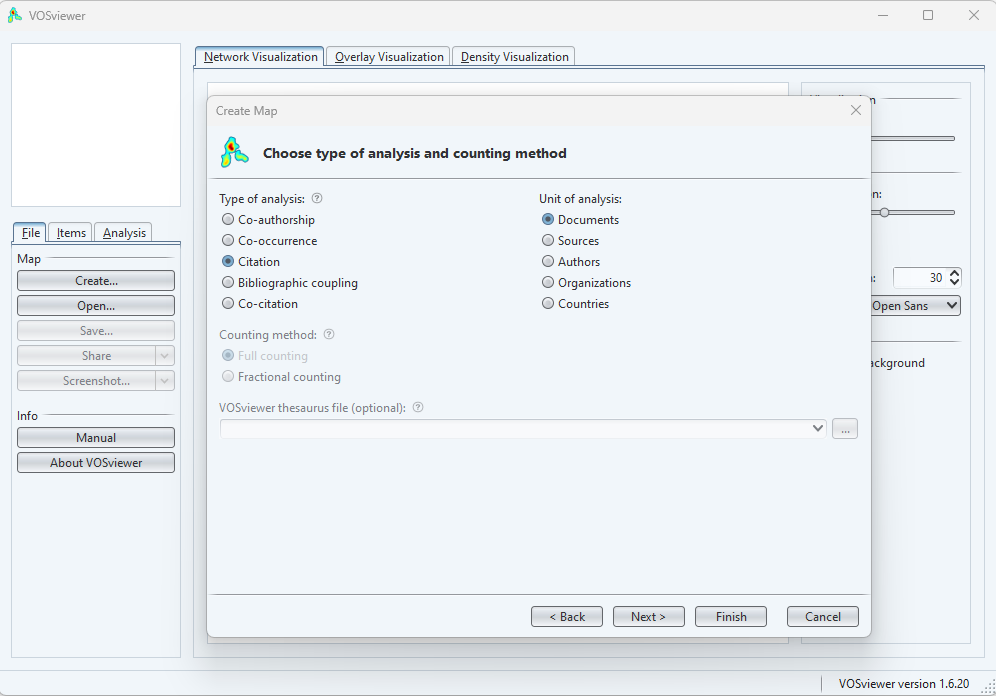 VOSviewer
Network Visualization
Overlay Visualization
Density Visualization
File
Items
Analysis
Map
Create...
Open...
Save...
Share
Screenshot...
Info
Manual
About VOSviewer
Create Map
Choose type of analysis and counting method
Type of analysis:
Co-authorship
Co-occurrence
Citation
Bibliographic coupling
Co-citation
Unit of analysis:
Documents
Sources
Authors
Organizations
Countries
Counting method:
Full counting
Fractional counting
VOSviewer thesaurus file (optional):
...
< Back
Next >
Finish
Cancel
30
Open Sans
VOSviewer version 1.6.20